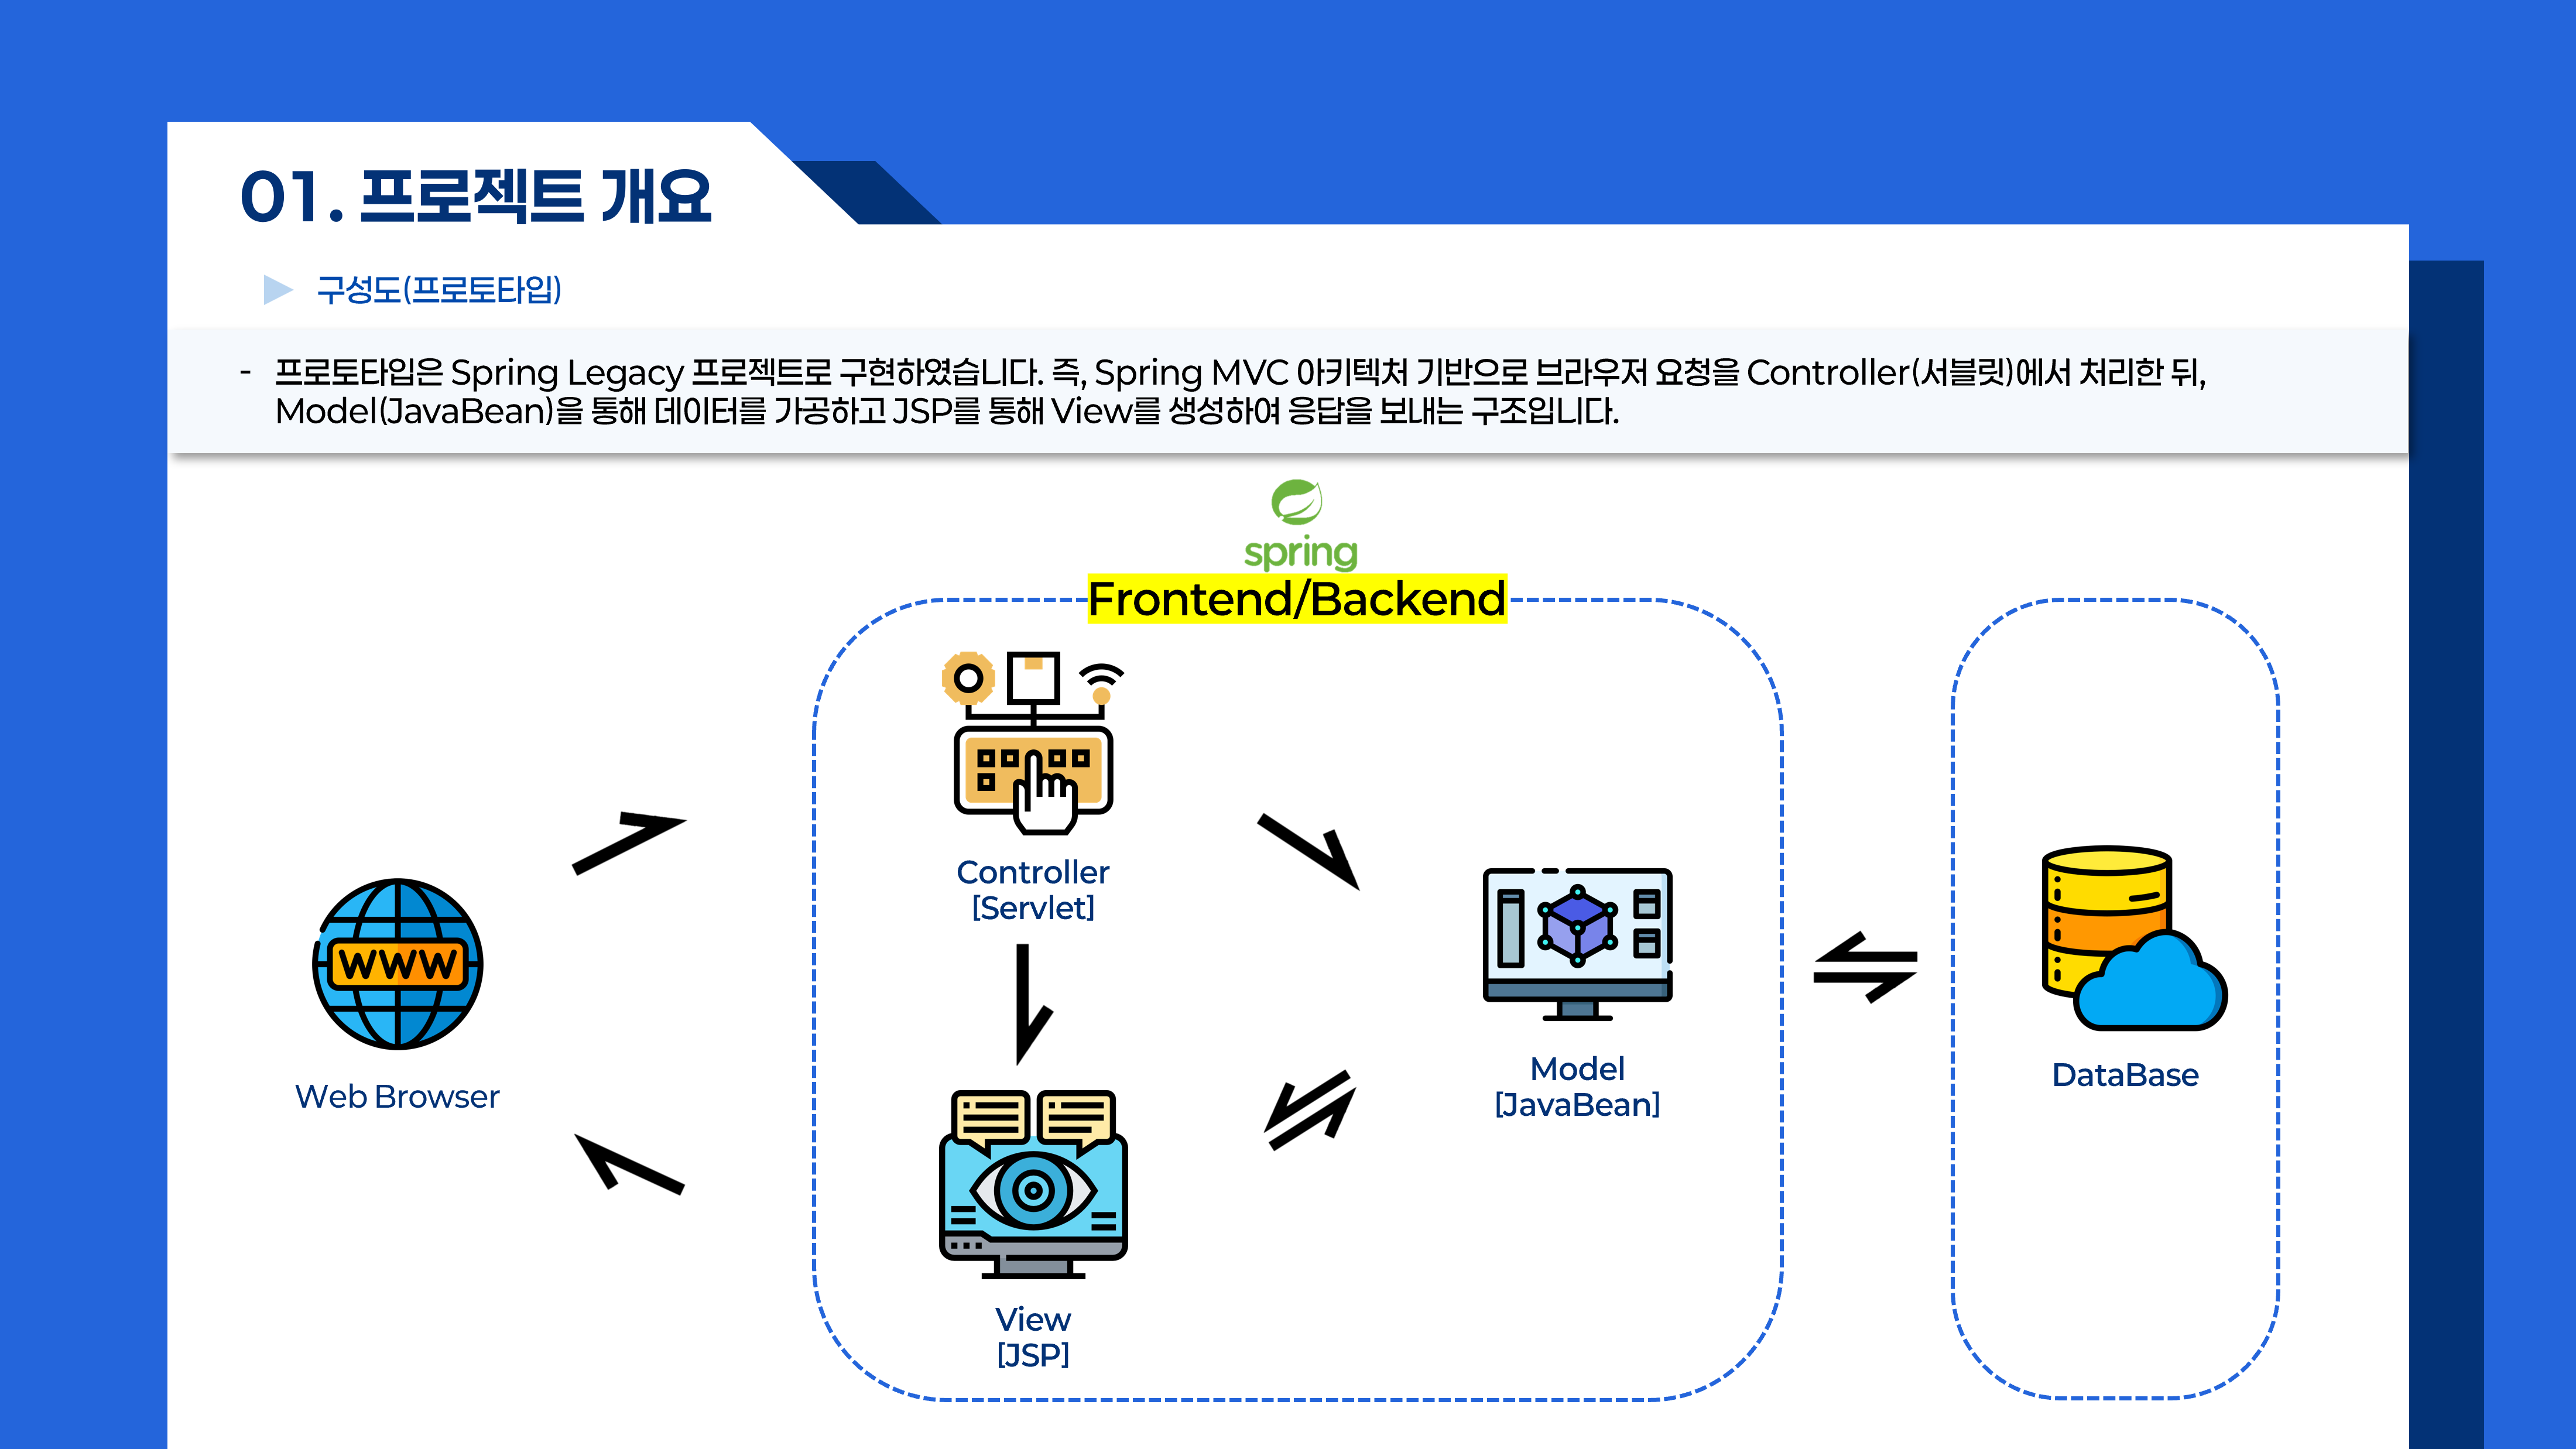 01. 프로젝트 개요
구성도(프로토타입)
- 프로토타입은 Spring Legacy 프로젝트로 구현하였습니다. 즉, Spring MVC 아키텍처 기반으로 브라우저 요청을 Controller(서블릿)에서 처리한 뒤,
Model(JavaBean)을 통해 데이터를 가공하고 JSP를 통해 View를 생성하여 응답을 보내는 구조입니다.
spring
Frontend/Backend
Controller
[Servlet]
WWW
Web Browser
Model
[JavaBean]
DataBase
View
[JSP]